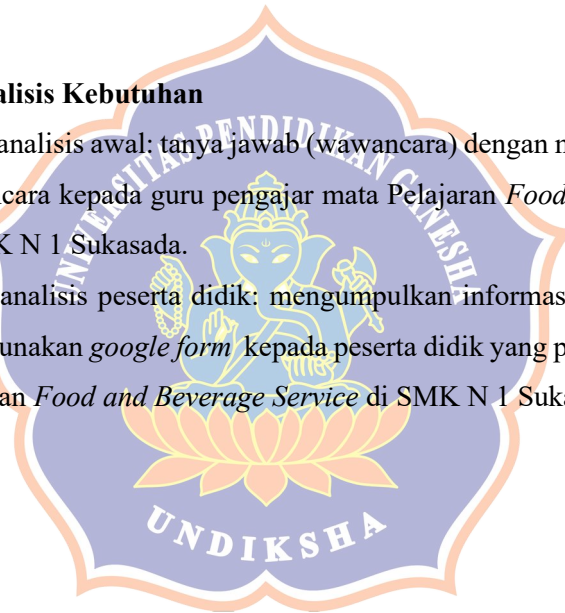 alisis Kebutuhan
analisis awal: tanya jawab (wawancara) dengan
cara kepada guru pengajar mata Pelajaran Food
K N 1 Sukasada.
analisis peserta didik: mengumpulkan informas
unakan google form kepada peserta didik yang p
an Food and Beverage Service di SMK N 1 Suka
UNIVERSITAS PENDIDIKAN GANESHA
UNDIKSHA